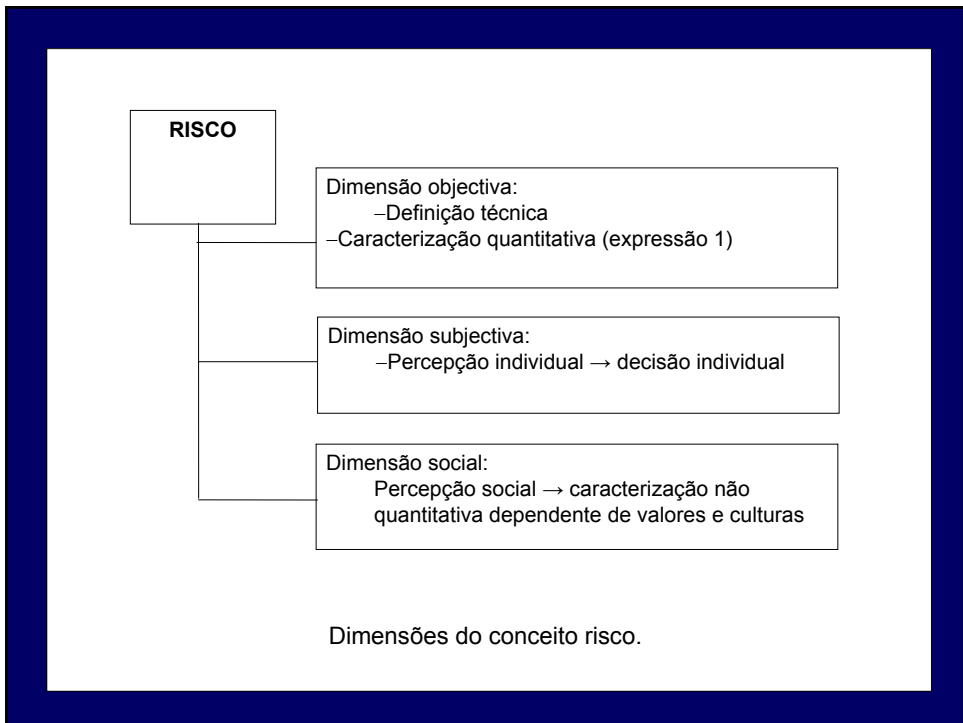 RISCO
Dimensão objectiva:
–Definição técnica
–Caracterização quantitativa (expressão 1)
Dimensão subjectiva:
–Percepção individual → decisão individual
Dimensão social:
Percepção social → caracterização não
quantitativa dependente de valores e culturas
Dimensões do conceito risco.